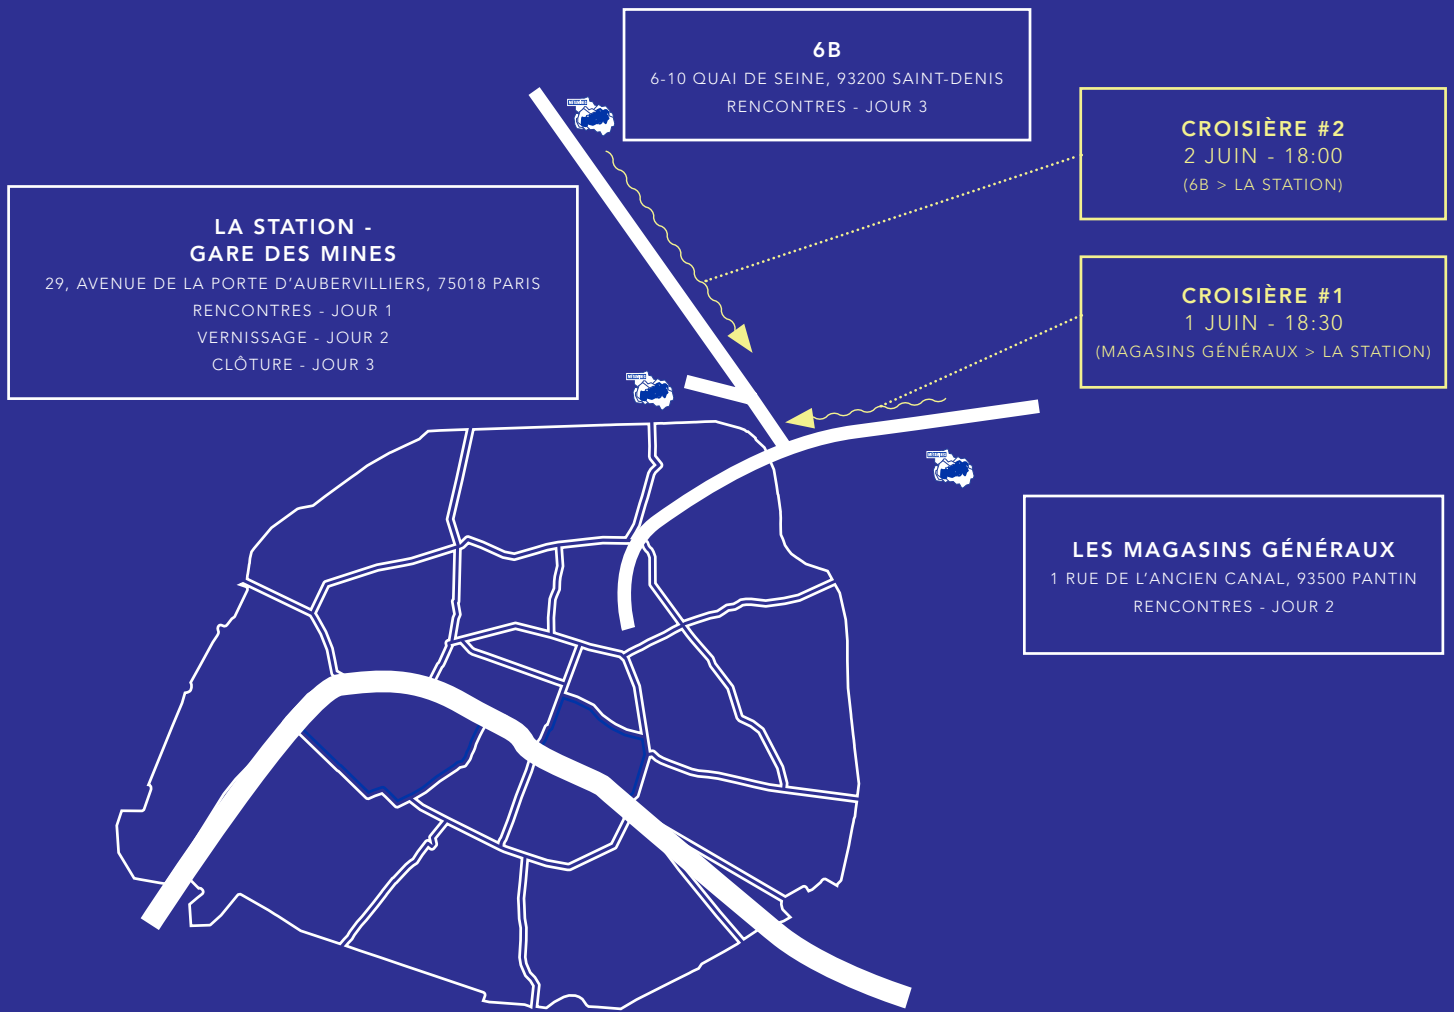 6B
6-10 QUAI DE SEINE, 93200 SAINT-DENIS
RENCONTRES - JOUR 3
CROISIÈRE #2
2 JUIN - 18:00
(6B > LA STATION)
LA STATION -
GARE DES MINES
29, AVENUE DE LA PORTE D'AUBERVILLIERS, 75018 PARIS
RENCONTRES - JOUR 1
VERNISSAGE - JOUR 2
CLÔTURE - JOUR 3
CROISIÈRE #1
1 JUIN - 18:30
(MAGASINS GÉNÉRAUX > LA STATION)
LES MAGASINS GÉNÉRAUX
1 RUE DE L'ANCIEN CANAL, 93500 PANTIN
RENCONTRES - JOUR 2